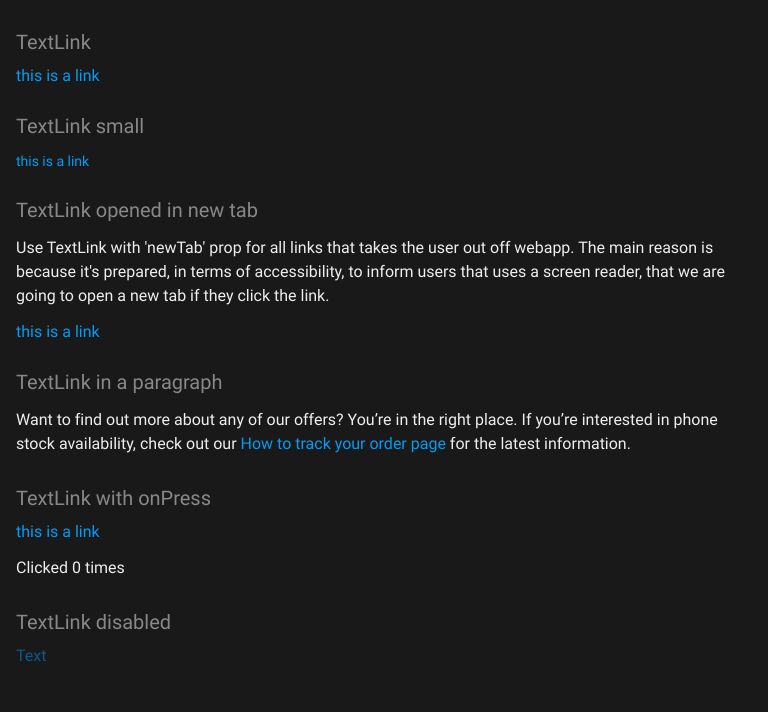 TextLink
this is a link
TextLink small
this is a link
TextLink opened in new tab
Use TextLink with 'newTab' prop for all links that takes the user out off webapp. The main reason is
because it's prepared, in terms of accessibility, to inform users that uses a screen reader, that we are
going to open a new tab if they click the link.
this is a link
TextLink in a paragraph
Want to find out more about any of our offers? You’re in the right place. If you’re interested in phone
stock availability, check out our How to track your order page for the latest information.
TextLink with onPress
this is a link
Clicked 0 times
TextLink disabled
Text